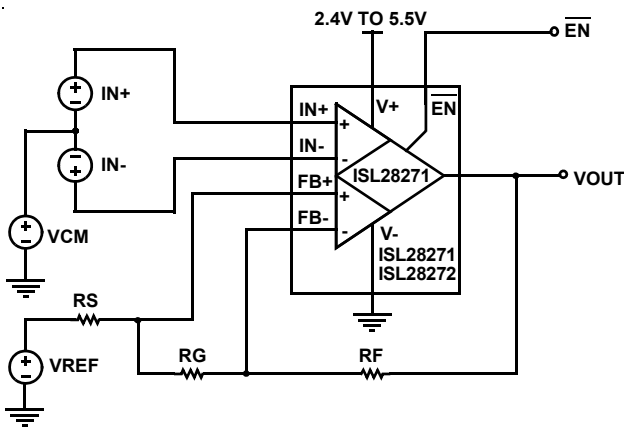 2.4V TO 5.5V
EN
IN+
IN+
V+
EN
IN-
IN-
ISL28271
FB+
VOUT
FB-
VCM
V-
ISL28271
ISL28272
RS
RG
RF
VREF